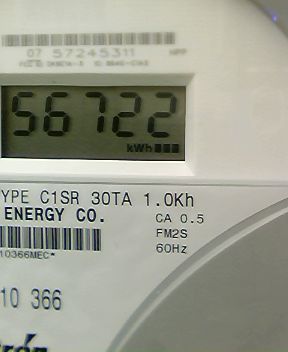 07 57245311
56722
kWh
YPE C1SR 30TA 1.0Kh
ENERGY CO.
CA 0.5
FM2S
60Hz
10366MEC*
10 366